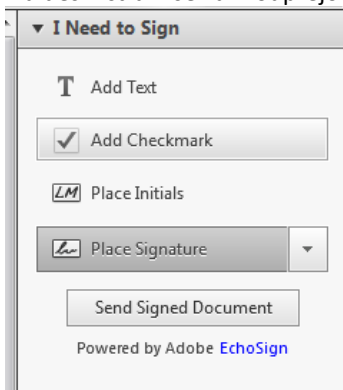 I Need to Sign
T Add Text
Add Checkmark
LM Place Initials
Place Signature
Send Signed Document
Powered by Adobe EchoSign